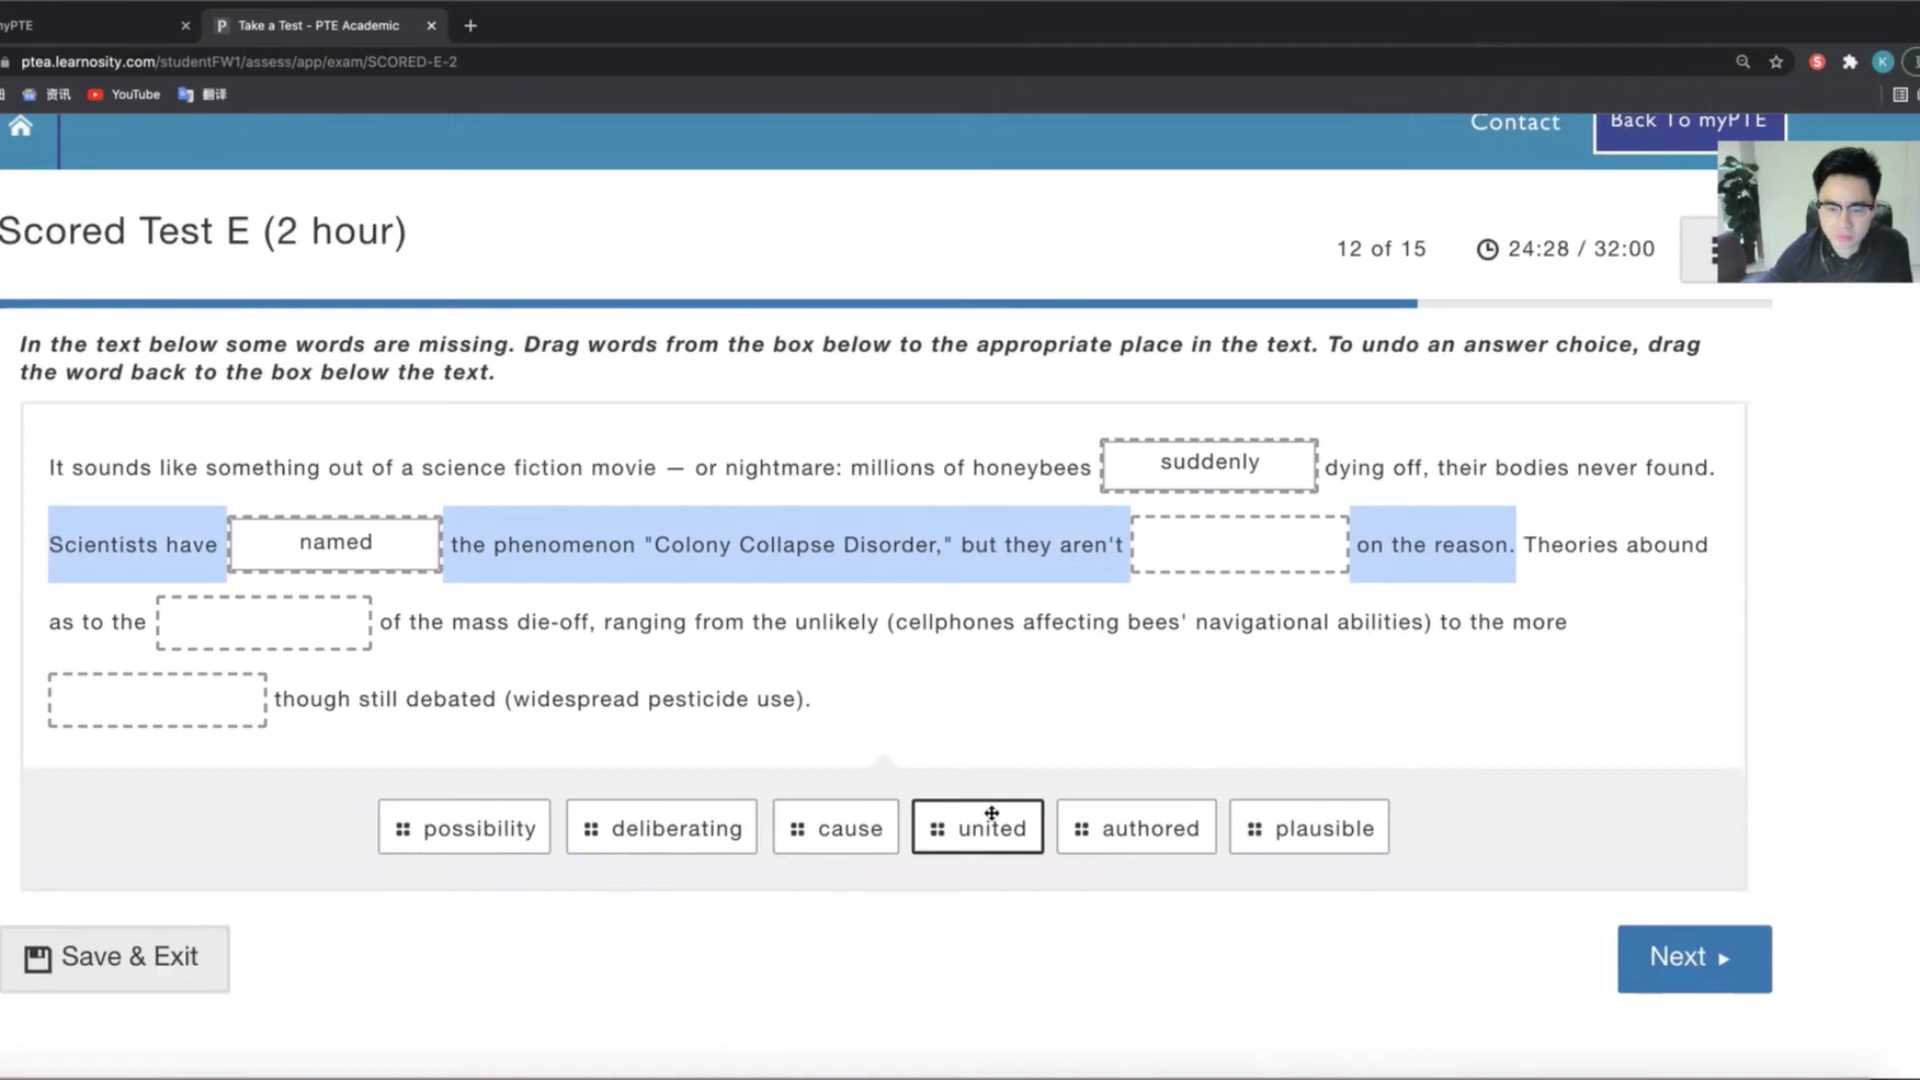 myPTE
P Take a Test - PTE Academic
ptea.learnosity.com/studentFW1/assess/app/exam/SCORED-E-2
资讯 YouTube 翻译
Contact Back To myPTE
Scored Test E (2 hour)
12 of 15 24:28 / 32:00
In the text below some words are missing. Drag words from the box below to the appropriate place in the text. To undo an answer choice, drag
the word back to the box below the text.
It sounds like something out of a science fiction movie — or nightmare: millions of honeybees suddenly dying off, their bodies never found.
Scientists have named the phenomenon "Colony Collapse Disorder," but they aren't on the reason. Theories abound
as to the of the mass die-off, ranging from the unlikely (cellphones affecting bees' navigational abilities) to the more
though still debated (widespread pesticide use).
possibility deliberating cause united authored plausible
Save & Exit Next